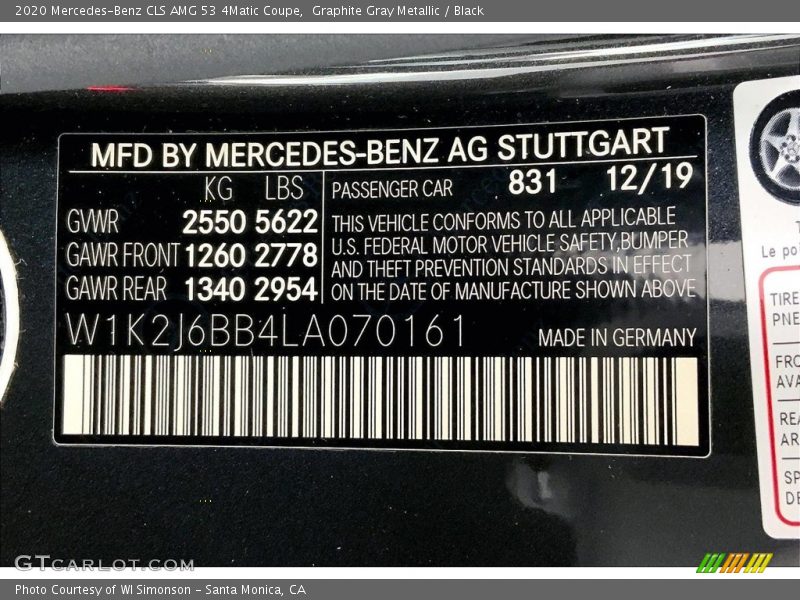 2020 Mercedes-Benz CLS AMG 53 4Matic Coupe,  Graphite Gray Metallic / Black
MFD BY MERCEDES-BENZ AG STUTTGART
KG LBS
GVWR 2550 5622
GAWR FRONT 1260 2778
GAWR REAR 1340 2954
PASSENGER CAR 831 12/19
THIS VEHICLE CONFORMS TO ALL APPLICABLE
U.S. FEDERAL MOTOR VEHICLE SAFETY,BUMPER
AND THEFT PREVENTION STANDARDS IN EFFECT
ON THE DATE OF MANUFACTURE SHOWN ABOVE
W1K2J6BB4LA070161
MADE IN GERMANY
Le po
TIRE
PNE
FRO
AVA
REA
AR
SP
DE
GTCARLOT.COM
Photo Courtesy of WI Simonson - Santa Monica, CA